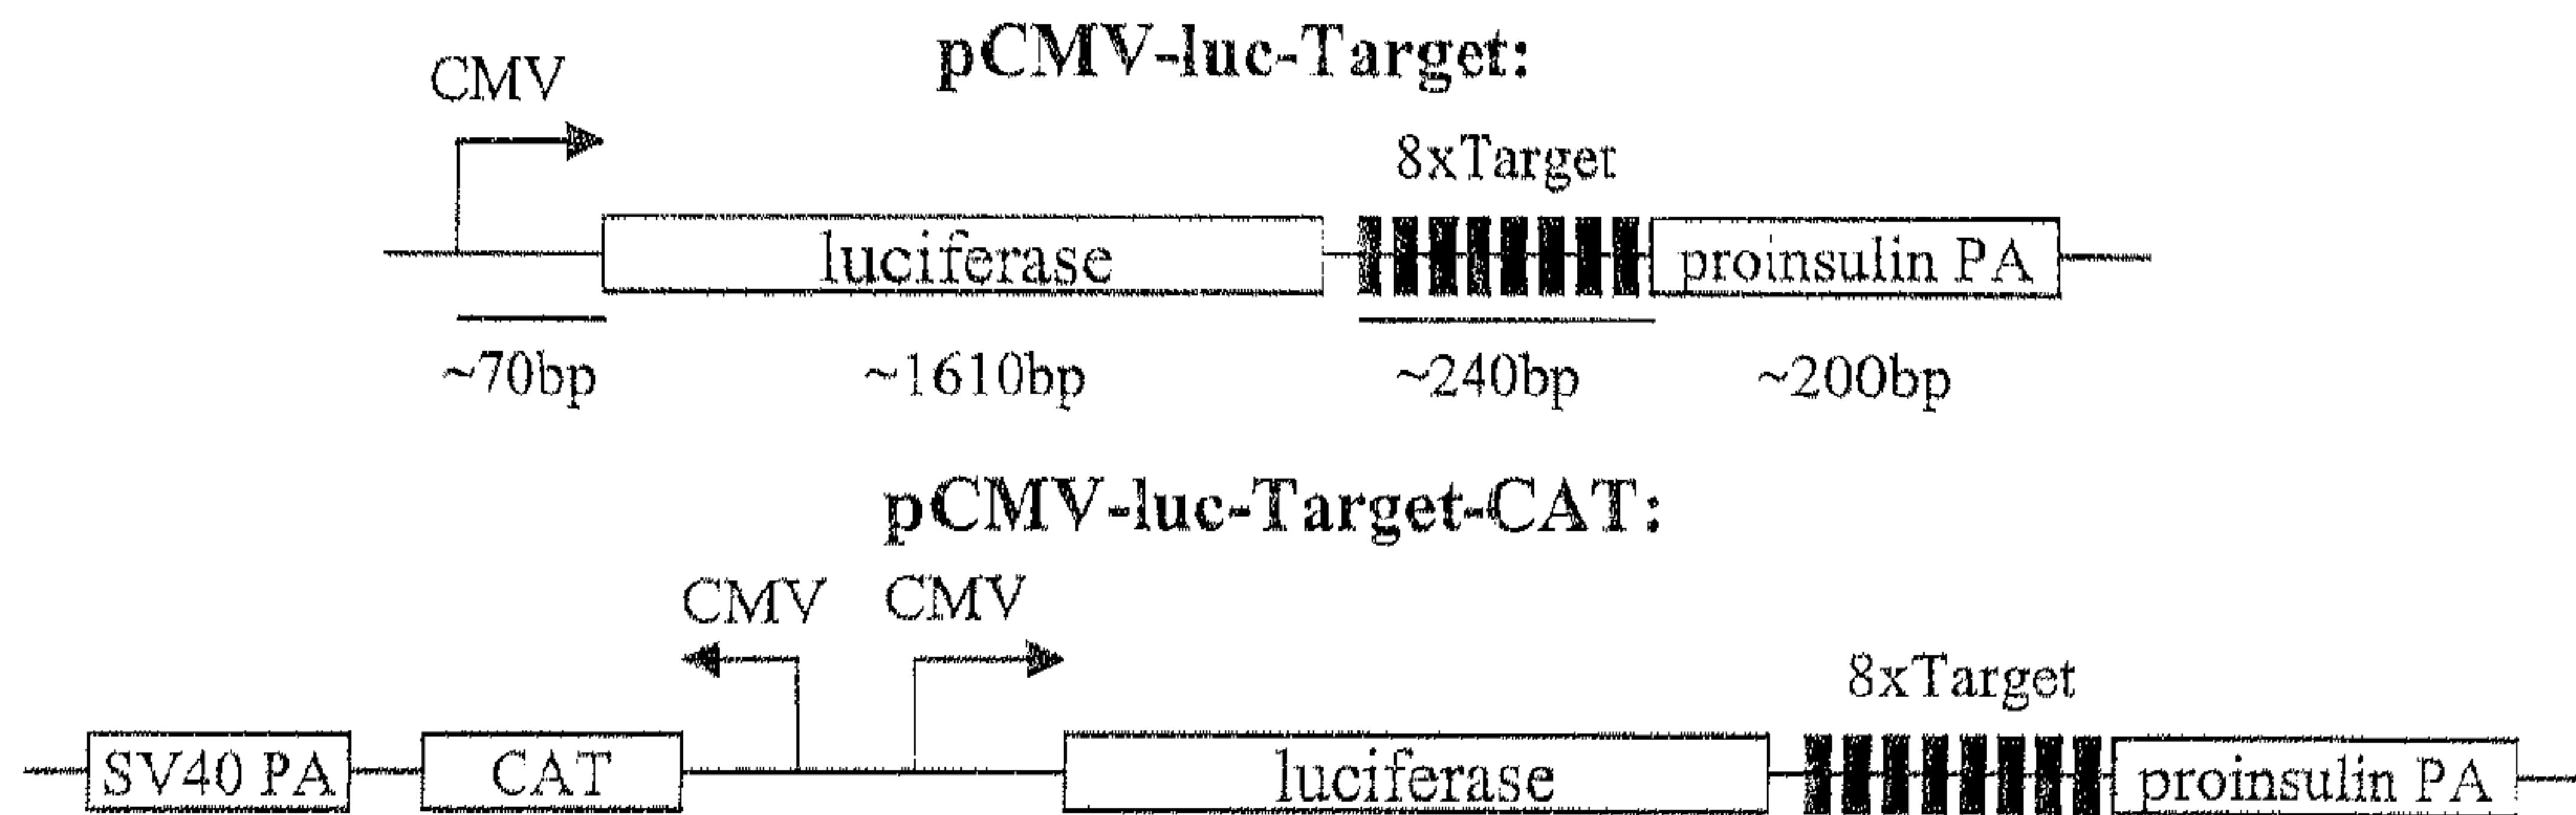 pCMV-luc-Target:
CMV
8xTarget
luciferase
proinsulin PA
~70bp
~1610bp
~240bp
~200bp
pCMV-luc-Target-CAT:
CMV
CMV
8xTarget
SV40 PA
CAT
luciferase
proinsulin PA